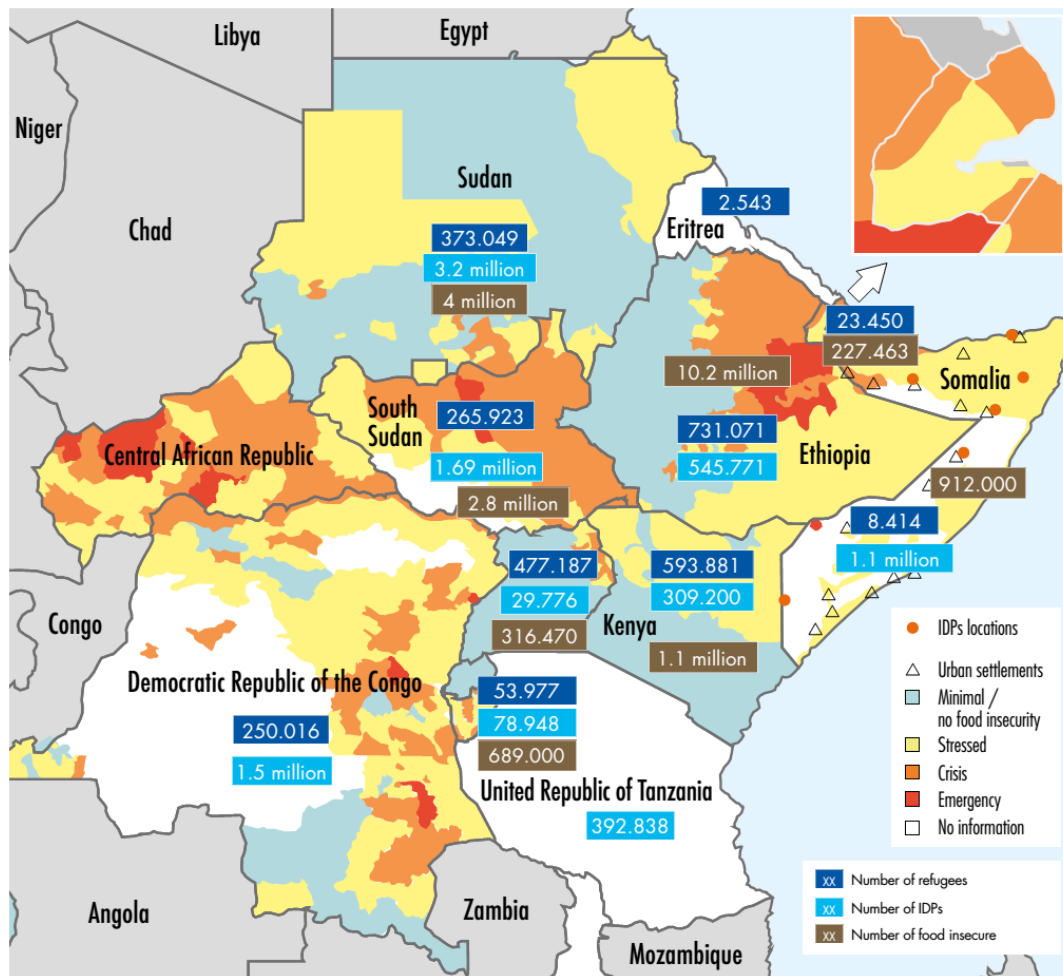 Libya
Egypt
Niger
Chad
Sudan
2.543
Eritrea
373.049
3.2 million
4 million
23.450
227.463
10.2 million
Somalia
South
Sudan
265.923
Central African Republic
731.071
Ethiopia
1.69 million
545.771
912.000
2.8 million
8.414
477.187
593.881
1.1 million
29.776
309.200
Congo
316.470
Kenya
1.1 million
Democratic Republic of the Congo
53.977
250.016
78.948
689.000
1.5 million
United Republic of Tanzania
392.838
Angola
Zambia
Mozambique
IDPs locations
Urban settlements
Minimal /
no food insecurity
Stressed
Crisis
Emergency
No information
xx Number of refugees
xx Number of IDPs
xx Number of food insecure